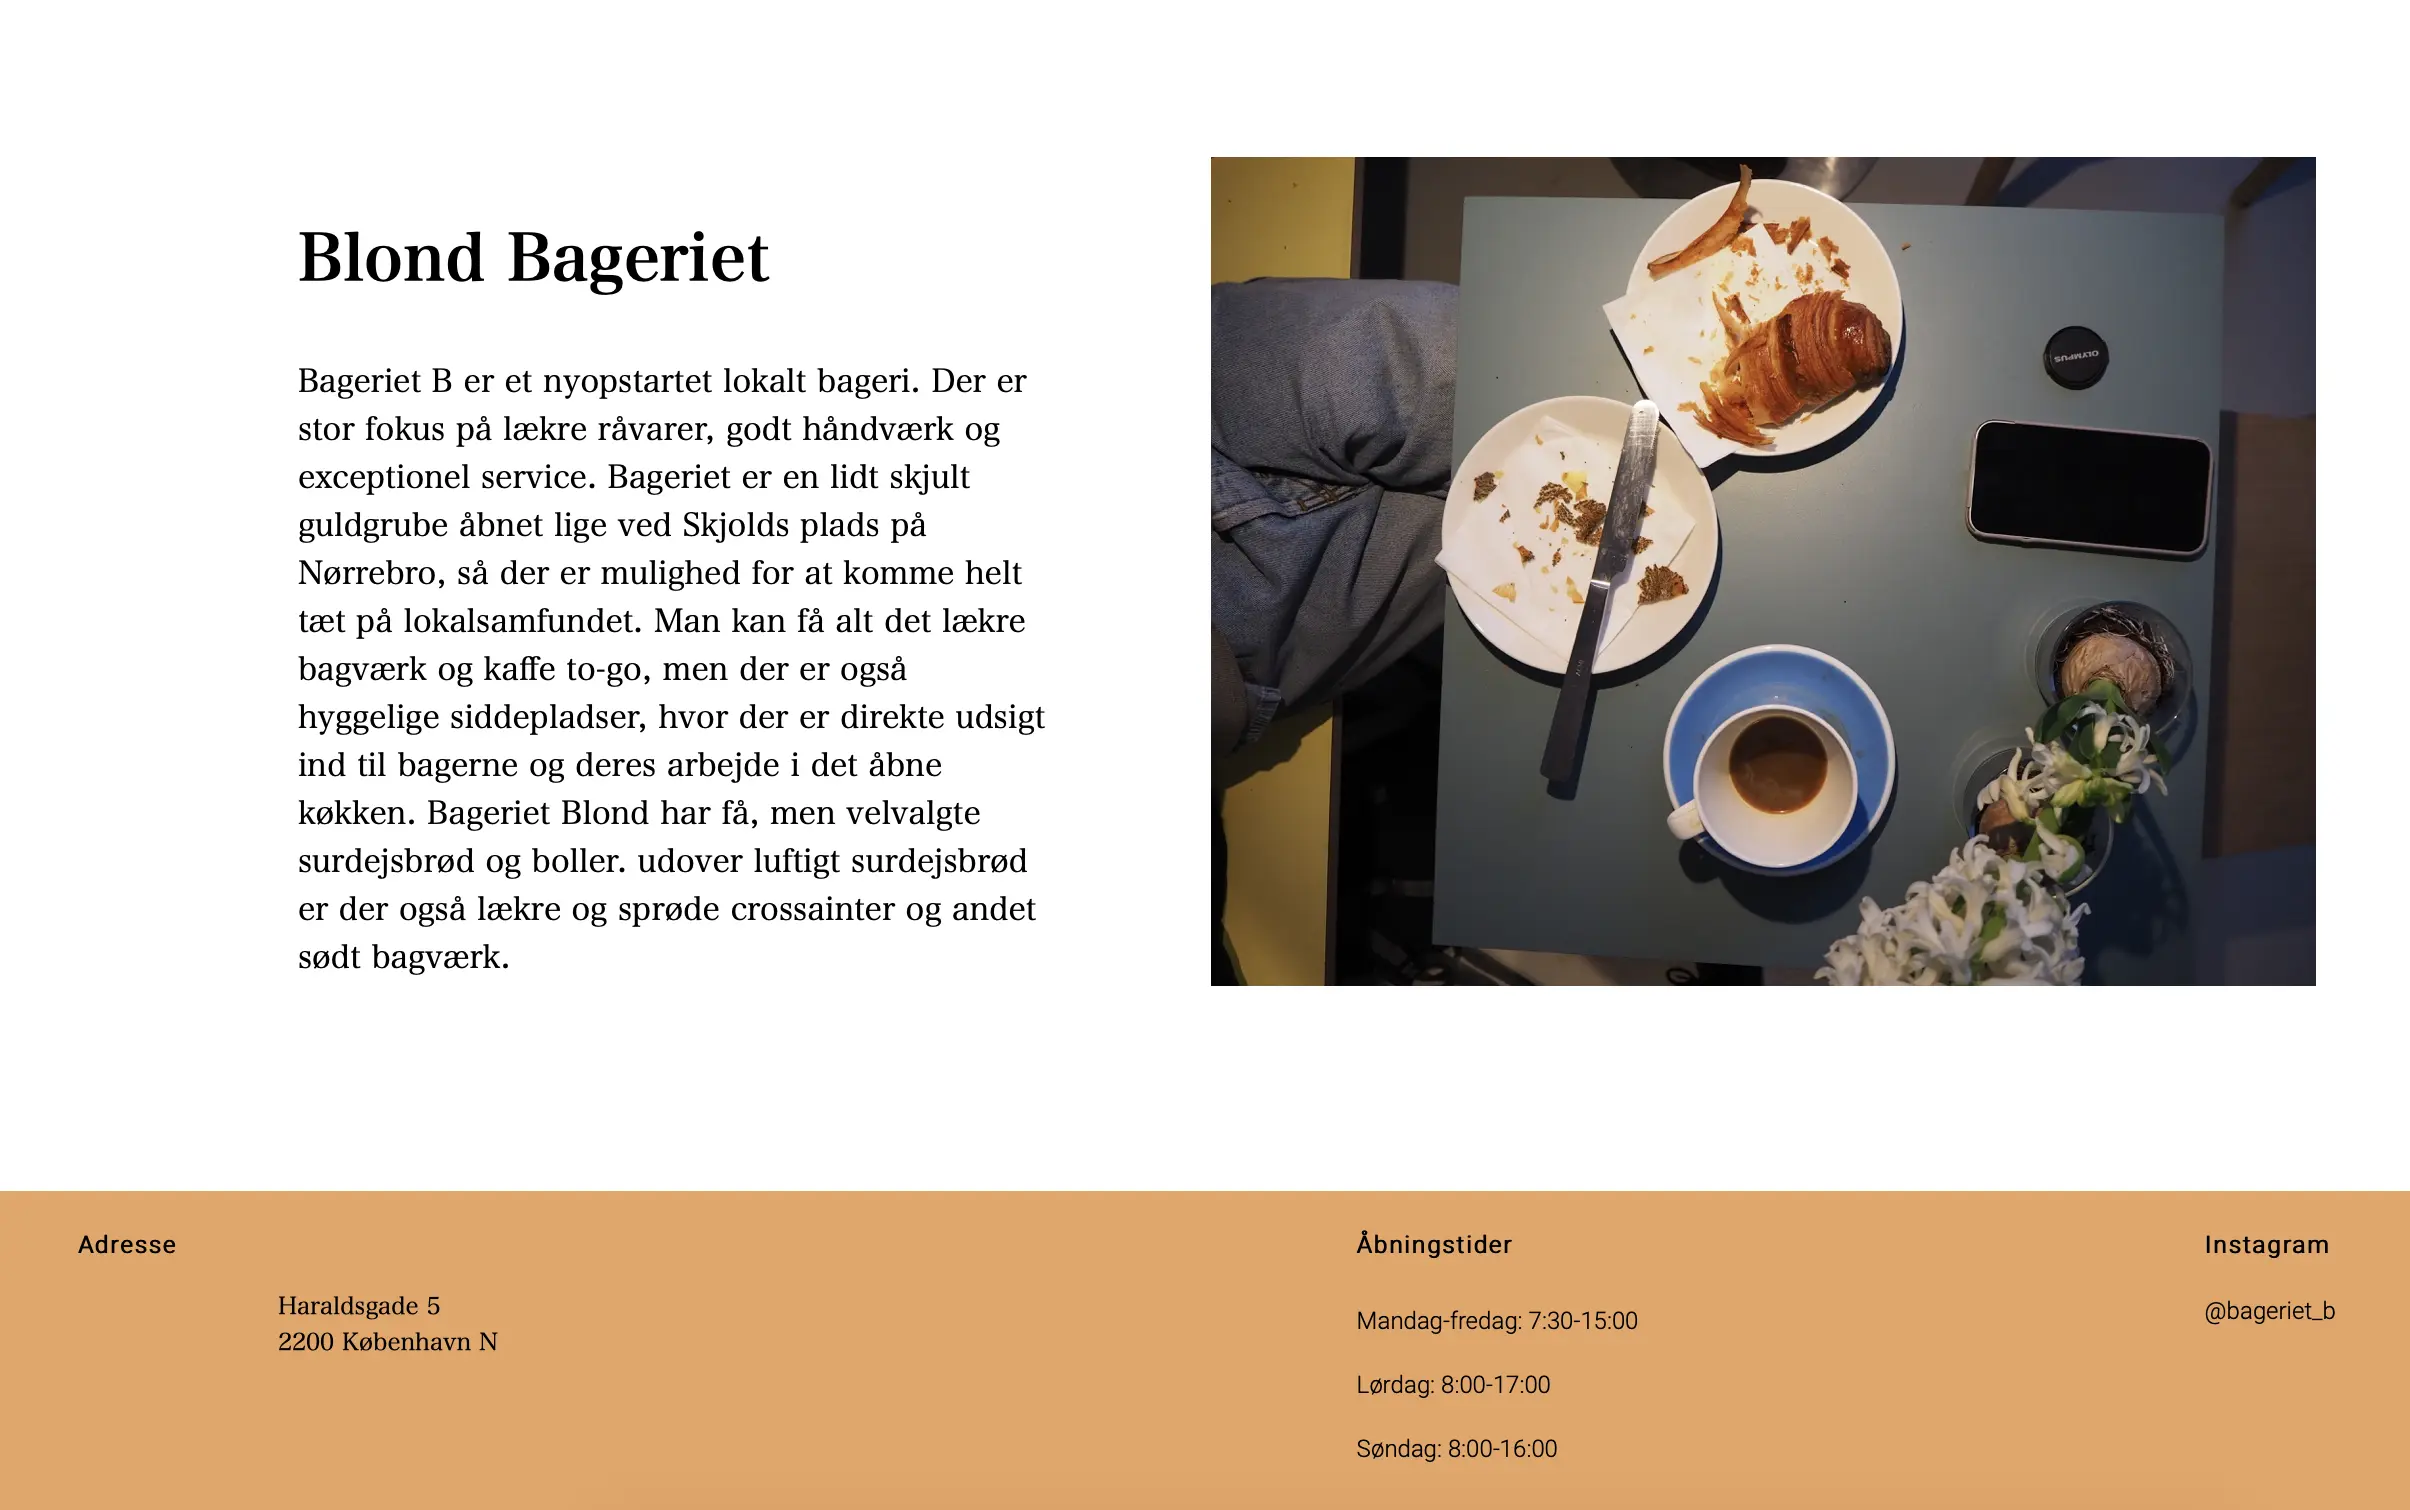 Blond Bageriet
Bageriet B er et nyopstartet lokalt bageri. Der er
stor fokus på lækre råvarer, godt håndværk og
exceptionel service. Bageriet er en lidt skjult
guldgrube åbnet lige ved Skjolds plads på
Nørrebro, så der er mulighed for at komme helt
tæt på lokalsamfundet. Man kan få alt det lækre
bagværk og kaffe to-go, men der er også
hyggelige siddepladser, hvor der er direkte udsigt
ind til bagerne og deres arbejde i det åbne
køkken. Bageriet Blond har få, men velvalgte
surdejsbrød og boller. udover luftigt surdejsbrød
er der også lækre og sprøde crossainter og andet
sødt bagværk.
OLYMPUS
Adresse
Haraldsgade 5
2200 København N
Åbningstider
Mandag-fredag: 7:30-15:00
Lørdag: 8:00-17:00
Søndag: 8:00-16:00
Instagram
@bageriet_b